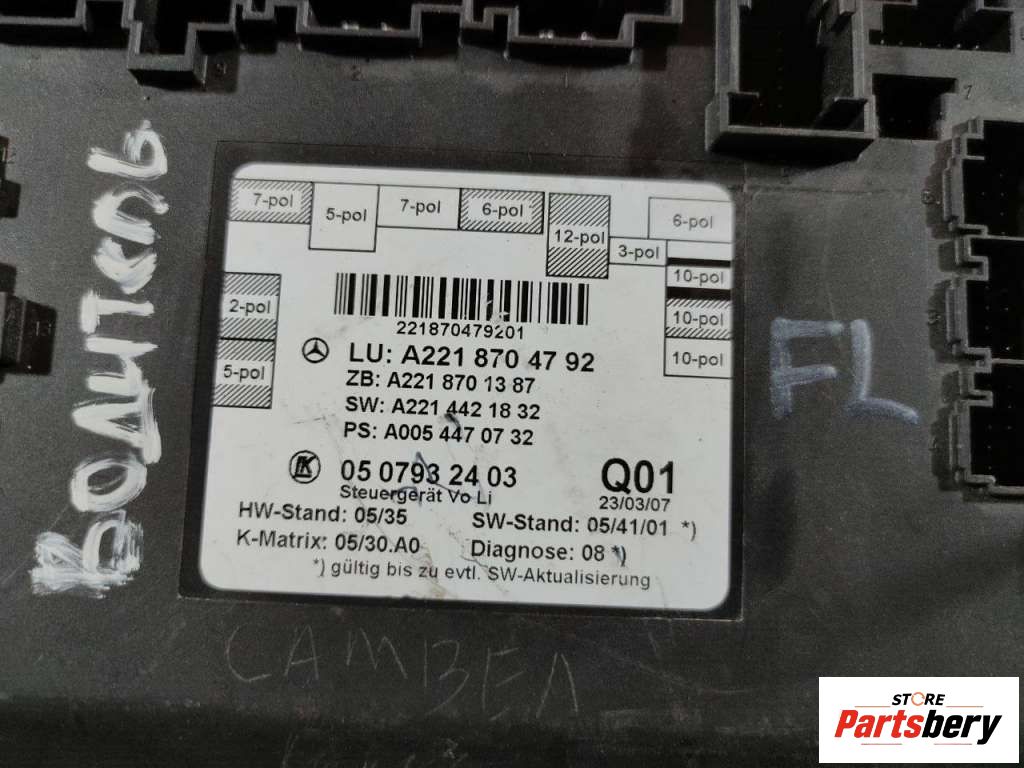 7-pol
5-pol
7-pol
6-pol
12-pol
3-pol
6-pol
10-pol
10-pol
10-pol
2-pol
5-pol
221870479201
LU: A221 870 47 92
ZB: A221 870 13 87
SW: A221 442 18 32
PS: A005 447 07 32
05 0793 24 03
Q01
Steuergerät Vo Li
23/03/07
HW-Stand: 05/35
SW-Stand: 05/41/01 *)
K-Matrix: 05/30.A0
Diagnose: 08 *)
*) gültig bis zu evtl. SW-Aktualisierung
FL
7
STORE
Partsbery